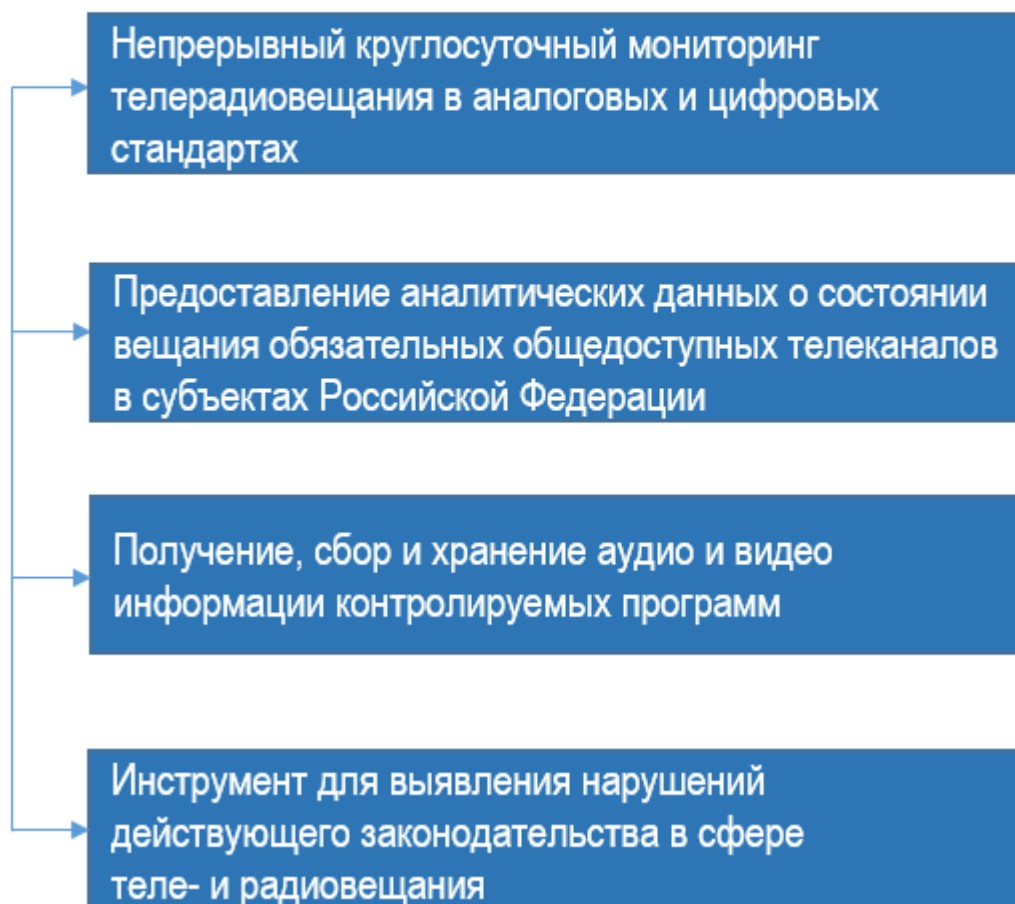 Непрерывный круглосуточный мониторинг
телерадиовещания в аналоговых и цифровых
стандартах
Предоставление аналитических данных о состоянии
вещания обязательных общедоступных телеканалов
в субъектах Российской Федерации
Получение, сбор и хранение аудио и видео
информации контролируемых программ
Инструмент для выявления нарушений
действующего законодательства в сфере
теле- и радиовещания